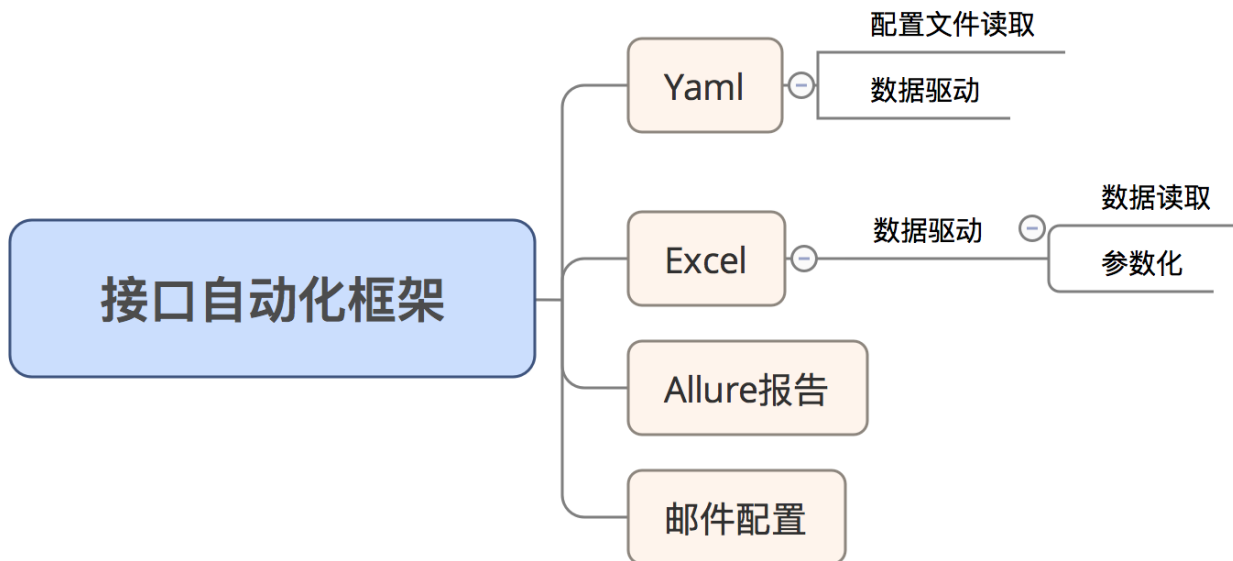 接口自动化框架
Yaml
配置文件读取
数据驱动
Excel
数据驱动
数据读取
参数化
Allure报告
邮件配置